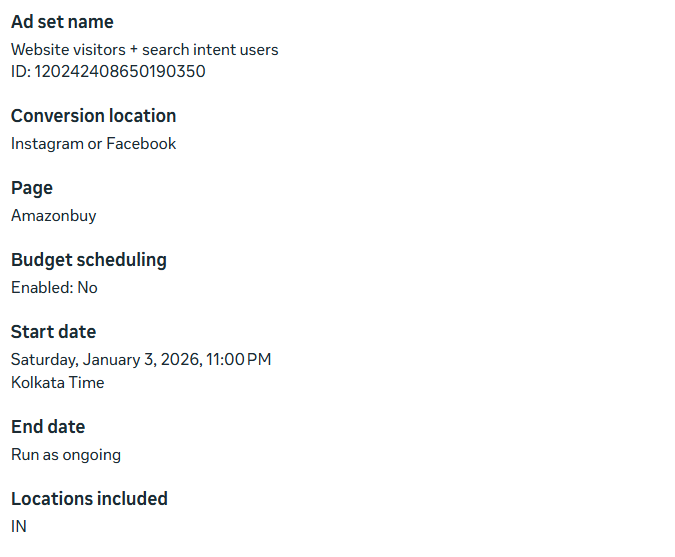 Ad set name
Website visitors + search intent users
ID: 120242408650190350
Conversion location
Instagram or Facebook
Page
Amazonbuy
Budget scheduling
Enabled: No
Start date
Saturday, January 3, 2026, 11:00 PM
Kolkata Time
End date
Run as ongoing
Locations included
IN